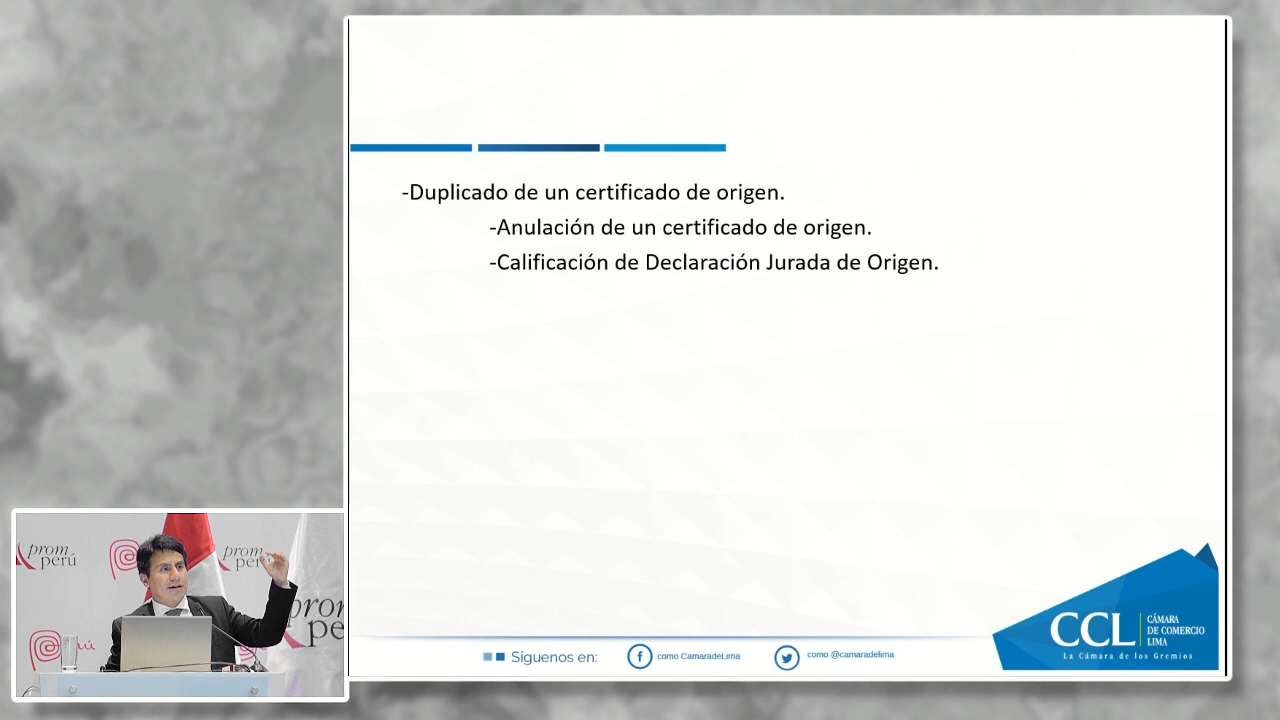 -Duplicado de un certificado de origen.
-Anulación de un certificado de origen.
-Calificación de Declaración Jurada de Origen.
prom
perú
prom
perú
prom
pe
CCL
CÁMARA
DE COMERCIO
LIMA
La Cámara de los Gremios
Síguenos en:
f
como CamaradeLima
como @camaradelima